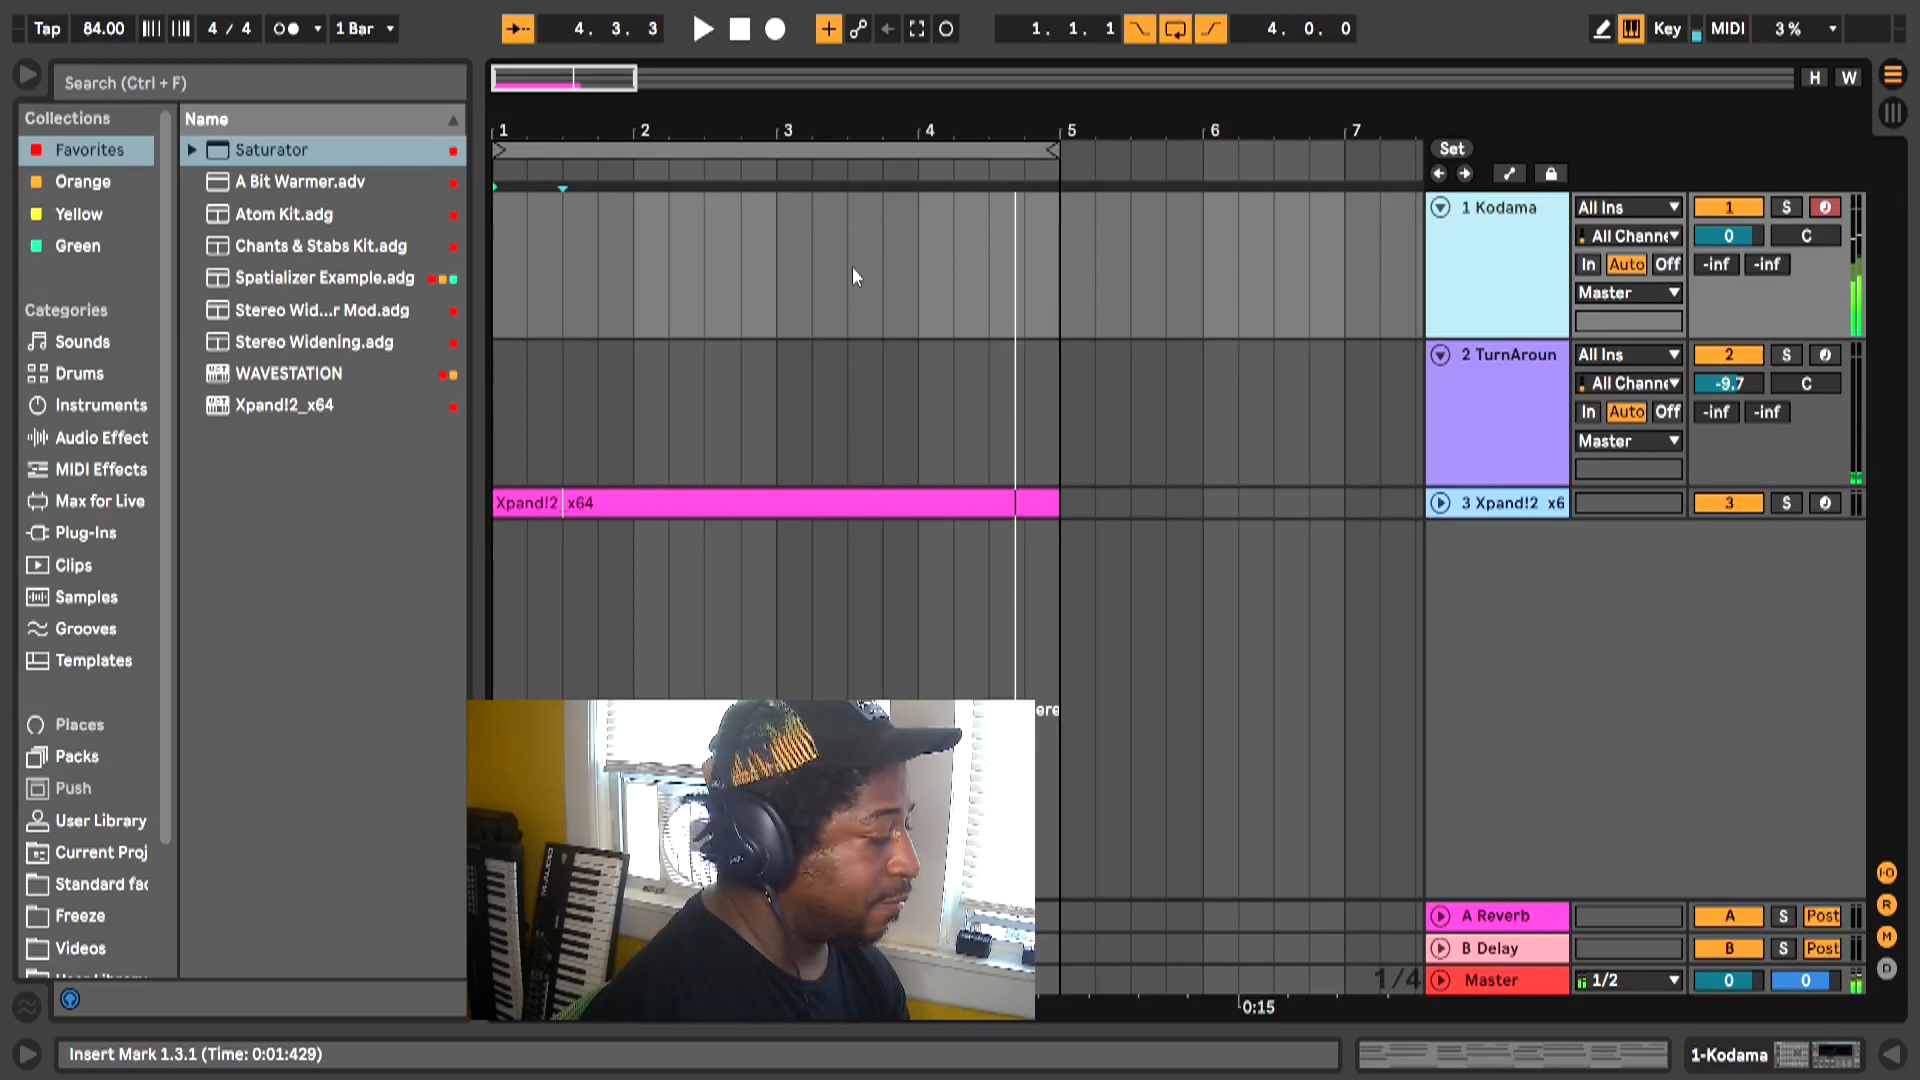 Tap 84.00 4 / 4 1 Bar 4. 3. 3 1. 1. 1 4. 0. 0 Key MIDI 3 %
Search (Ctrl + F)
H W
Collections
Favorites
Orange
Yellow
Green
Categories
Sounds
Drums
Instruments
Audio Effect
MIDI Effects
Max for Live
Plug-Ins
Clips
Samples
Grooves
Templates
Places
Packs
Push
User Library
Current Proj
Standard fac
Freeze
Videos
Name
Saturator
A Bit Warmer.adv
Atom Kit.adg
Chants & Stabs Kit.adg
Spatializer Example.adg
Stereo Wid...r Mod.adg
Stereo Widening.adg
WAVESTATION
Xpand!2_x64
1 2 3 4 5 6 7
Set
1 Kodama All Ins 1 S
All Channe 0 C
In Auto Off -inf -inf
Master
2 TurnAroun All Ins 2 S
All Channe -9.7 C
In Auto Off -inf -inf
Master
Xpand!2 x64
3 Xpand!2 x6 3 S
ere
M-AUDIO
A Reverb A S Post
B Delay B S Post
1/4 Master 1/2 0 0
0:15
I·O
R
M
D
Insert Mark 1.3.1 (Time: 0:01:429)
1-Kodama